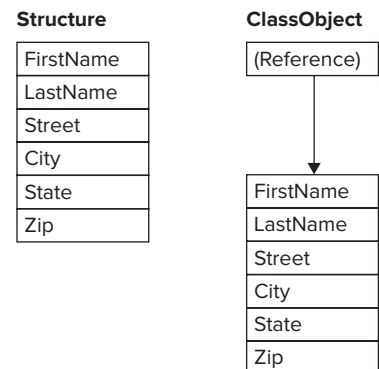 Structure
FirstName
LastName
Street
City
State
Zip
ClassObject
(Reference)
FirstName
LastName
Street
City
State
Zip